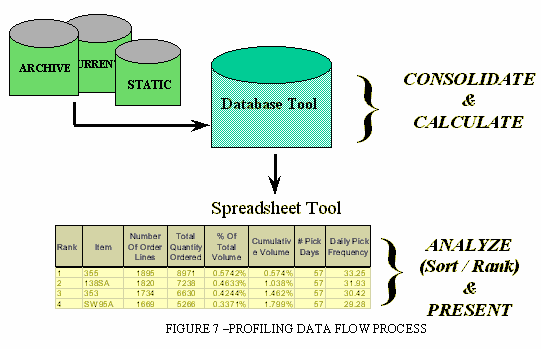 ARCHIVE
CURRENT
STATIC
Database Tool
CONSOLIDATE
&
CALCULATE
Spreadsheet Tool
Rank Item Number Of Order Lines Total Quantity Ordered % Of Total Volume Cumulativ e Volume # Pick Days Daily Pick Frequency
1 355 1895 8971 0.5742% 0.574% 57 33.25
2 138SA 1820 7238 0.4633% 1.038% 57 31.93
3 353 1734 6630 0.4244% 1.462% 57 30.42
4 SW95A 1669 5266 0.3371% 1.799% 57 29.28
ANALYZE
(Sort / Rank)
&
PRESENT
FIGURE 7 –PROFILING DATA FLOW PROCESS